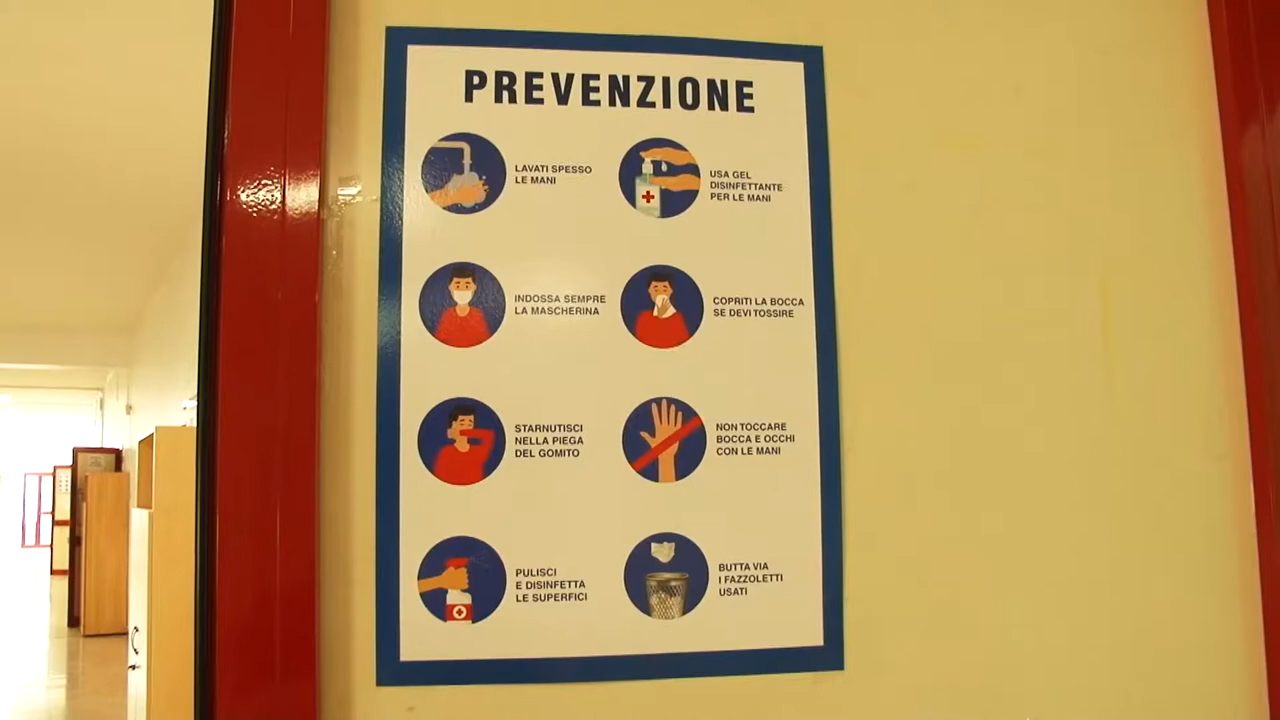 PREVENZIONE
LAVATI SPESSO
LE MANI
USA GEL
DISINFETTANTE
PER LE MANI
INDOSSA SEMPRE
LA MASCHERINA
COPRITI LA BOCCA
SE DEVI TOSSIRE
STARNUTISCI
NELLA PIEGA
DEL GOMITO
NON TOCCARE
BOCCA E OCCHI
CON LE MANI
PULISCI
E DISINFETTA
LE SUPERFICI
BUTTA VIA
I FAZZOLETTI
USATI